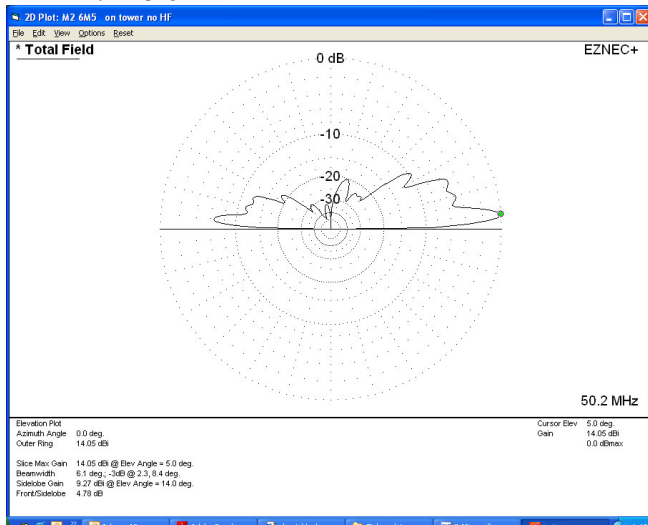 2D Plot: M2 6M5 on tower no HF
File Edit View Options Reset
* Total Field
EZNEC+
0 dB
-10
-20
-30
50.2 MHz
Elevation Plot
Azimuth Angle 0.0 deg.
Outer Ring 14.05 dBi
Cursor Elev 5.0 deg.
Gain 14.05 dBi
0.0 dBmax
Slice Max Gain 14.05 dBi @ Elev Angle = 5.0 deg.
Beamwidth 6.1 deg.; -3dB @ 2.3, 8.4 deg.
Sidelobe Gain 9.27 dBi @ Elev Angle = 14.0 deg.
Front/Sidelobe 4.78 dB